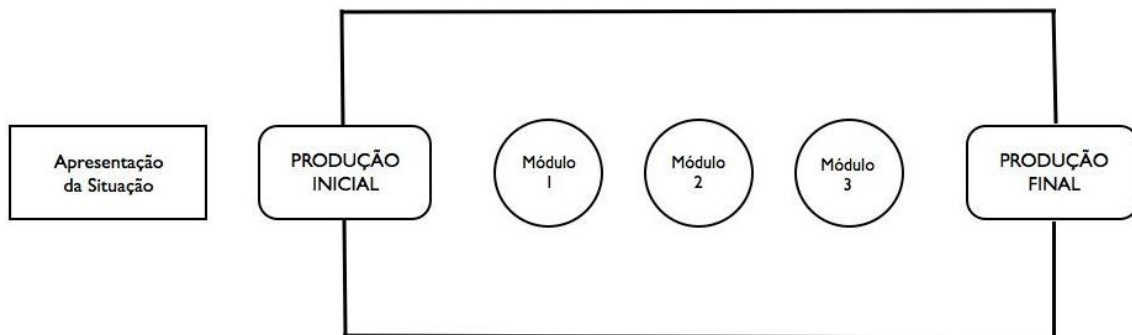 Apresentação
da Situação
PRODUÇÃO
INICIAL
Módulo
1
Módulo
2
Módulo
3
PRODUÇÃO
FINAL